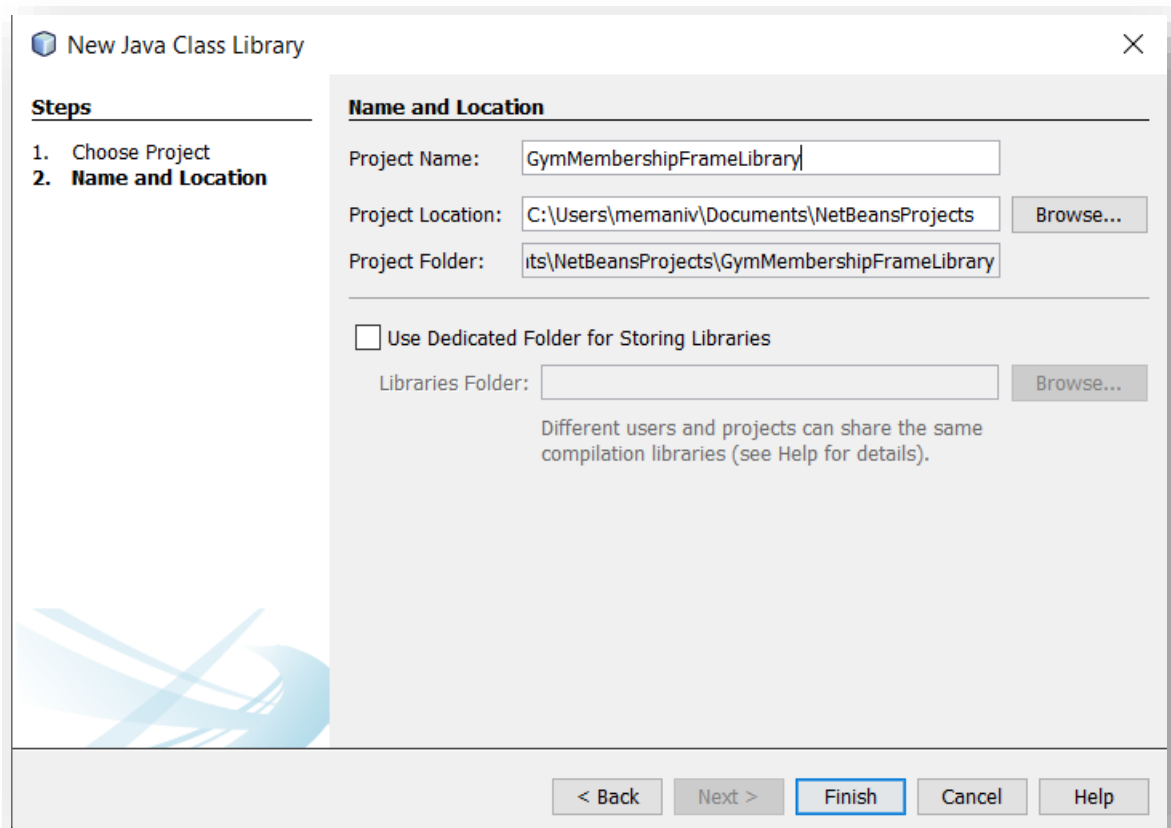 New Java Class Library
Steps
1. Choose Project
2. Name and Location
Name and Location
Project Name: GymMembershipFrameLibrary
Project Location: C:\Users\memaniv\Documents\NetBeansProjects Browse...
Project Folder: ıts\NetBeansProjects\GymMembershipFrameLibrary
Use Dedicated Folder for Storing Libraries
Libraries Folder: Browse...
Different users and projects can share the same
compilation libraries (see Help for details).
< Back Next > Finish Cancel Help